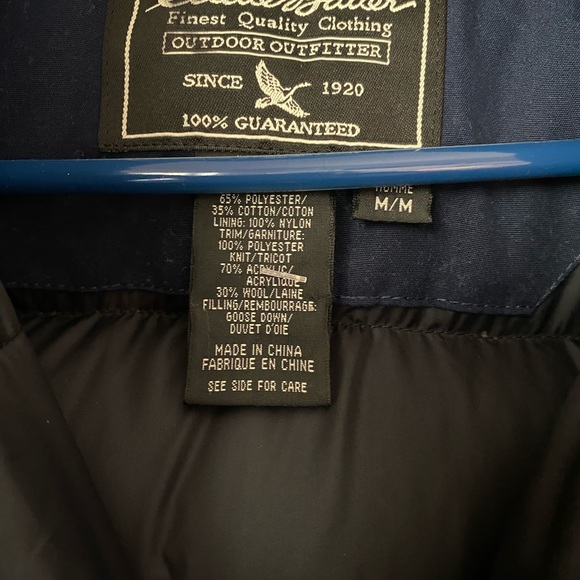 Eddie Bauer
Finest Quality Clothing
OUTDOOR OUTFITTER
SINCE 1920
100% GUARANTEED
HOMME
M/M
65% POLYESTER/
35% COTTON/COTON
LINING: 100% NYLON
TRIM/GARNITURE:
100% POLYESTER
KNIT/TRICOT
70% ACRYLIC/
ACRYLIQUE
30% WOOL/LAINE
FILLING/REMBOURRAGE:
GOOSE DOWN/
DUVET D'OIE
MADE IN CHINA
FABRIQUE EN CHINE
SEE SIDE FOR CARE